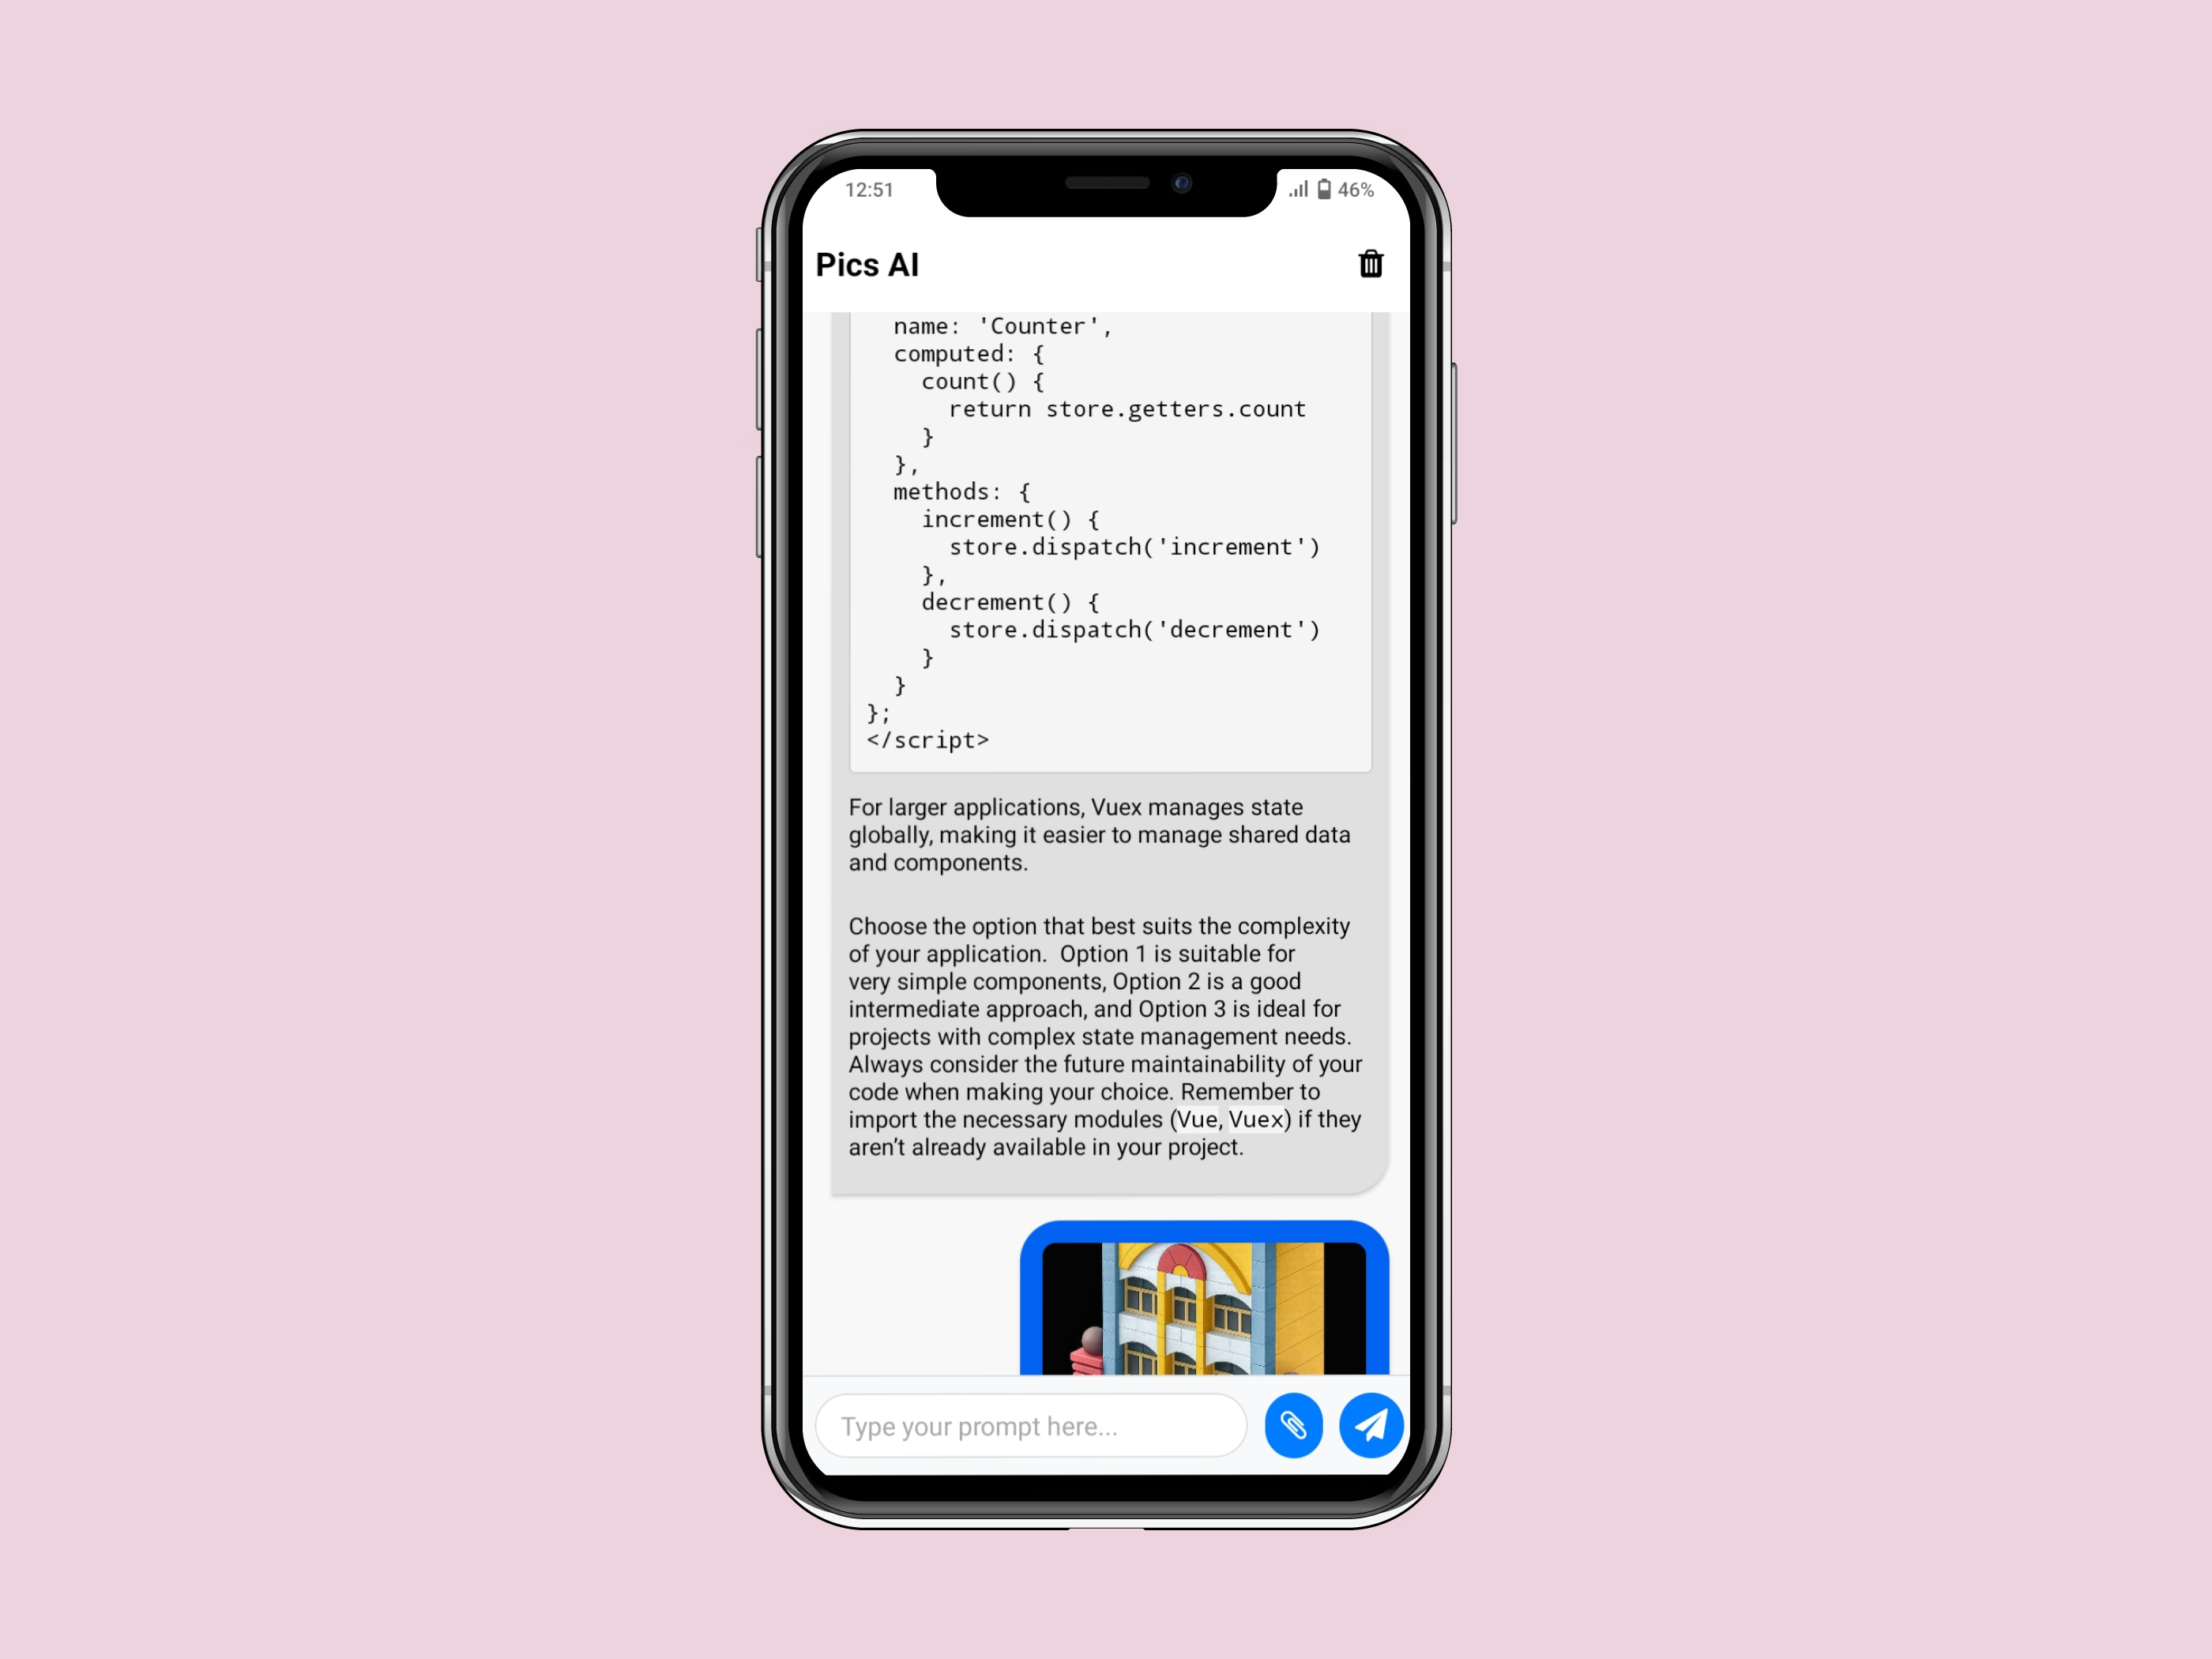 12:51
46%
Pics AI
name: 'Counter',
computed: {
count() {
return store.getters.count
}
},
methods: {
increment() {
store.dispatch('increment')
},
decrement() {
store.dispatch('decrement')
}
}
};
</script>
For larger applications, Vuex manages state
globally, making it easier to manage shared data
and components.
Choose the option that best suits the complexity
of your application.  Option 1 is suitable for
very simple components, Option 2 is a good
intermediate approach, and Option 3 is ideal for
projects with complex state management needs.
Always consider the future maintainability of your
code when making your choice. Remember to
import the necessary modules (Vue, Vuex) if they
aren’t already available in your project.
Type your prompt here...